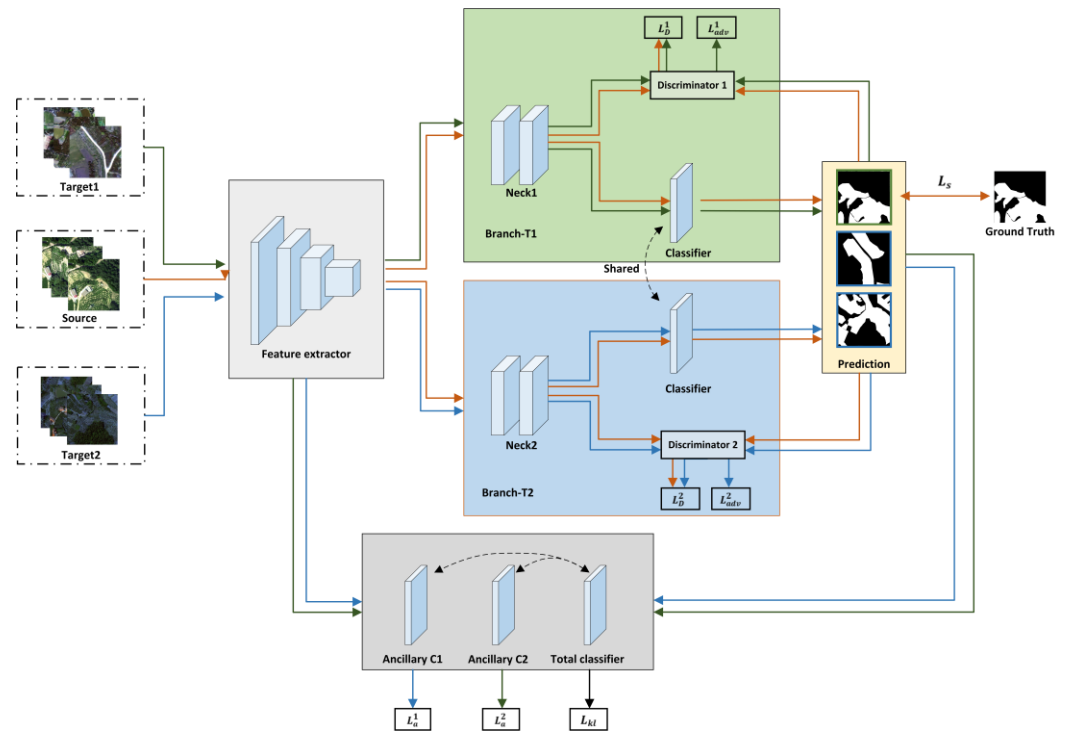 Target1
Source
Target2
Feature extractor
L_D^1
L_adv^1
Discriminator 1
Neck1
Classifier
Branch-T1
Shared
Classifier
Neck2
Discriminator 2
L_D^2
L_adv^2
Branch-T2
Prediction
L_s
Ground Truth
Ancillary C1
Ancillary C2
Total classifier
L_a^1
L_a^2
L_kl